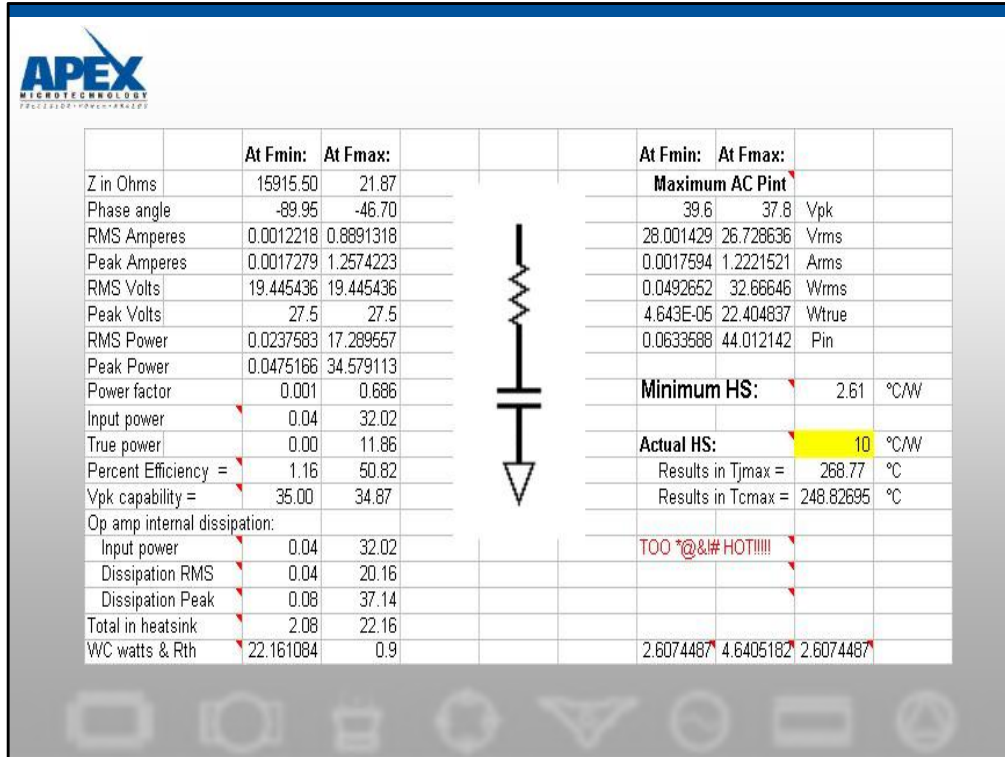 APEX
MICROTECHNOLOGY
PRECISION • POWER • ANALOG
At Fmin: At Fmax: At Fmin: At Fmax:
Z in Ohms 15915.50 21.87 Maximum AC Pint
Phase angle -89.95 -46.70 39.6 37.8 Vpk
RMS Amperes 0.0012218 0.8891318 28.001429 26.728636 Vrms
Peak Amperes 0.0017279 1.2574223 0.0017594 1.2221521 Arms
RMS Volts 19.445436 19.445436 0.0492652 32.66646 Wrms
Peak Volts 27.5 27.5 4.643E-05 22.404837 Wtrue
RMS Power 0.0237583 17.289557 0.0633588 44.012142 Pin
Peak Power 0.0475166 34.579113
Power factor 0.001 0.686 Minimum HS: 2.61 °C/W
Input power 0.04 32.02
True power 0.00 11.86 Actual HS: 10 °C/W
Percent Efficiency = 1.16 50.82 Results in Tjmax = 268.77 °C
Vpk capability = 35.00 34.87 Results in Tcmax = 248.82695 °C
Op amp internal dissipation:
Input power 0.04 32.02 TOO *@&!# HOT!!!!!
Dissipation RMS 0.04 20.16
Dissipation Peak 0.08 37.14
Total in heatsink 2.08 22.16
WC watts & Rth 22.161084 0.9 2.6074487 4.6405182 2.6074487